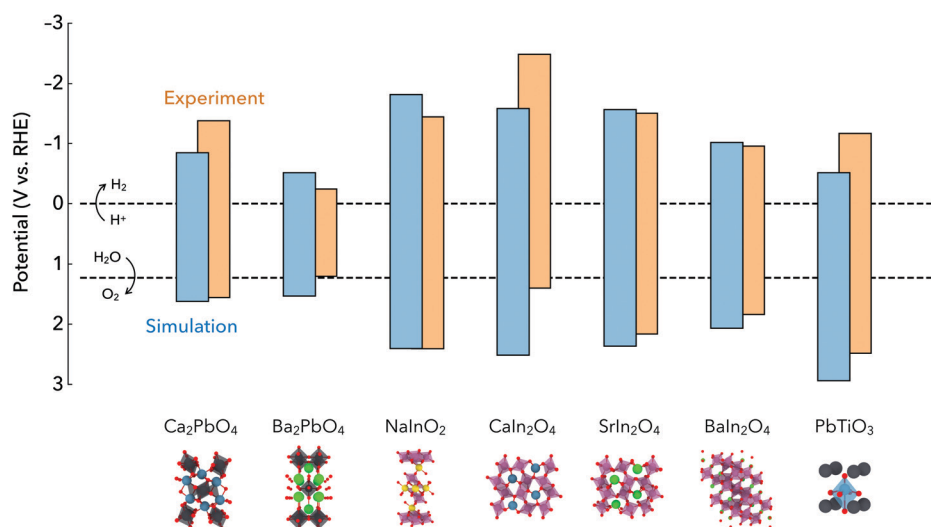 Potential (V vs. RHE)
-3
-2
-1
0
1
2
3
Experiment
H₂
H⁺
H₂O
O₂
Simulation
Ca₂PbO₄ Ba₂PbO₄ NaInO₂ CaIn₂O₄ SrIn₂O₄ BaIn₂O₄ PbTiO₃